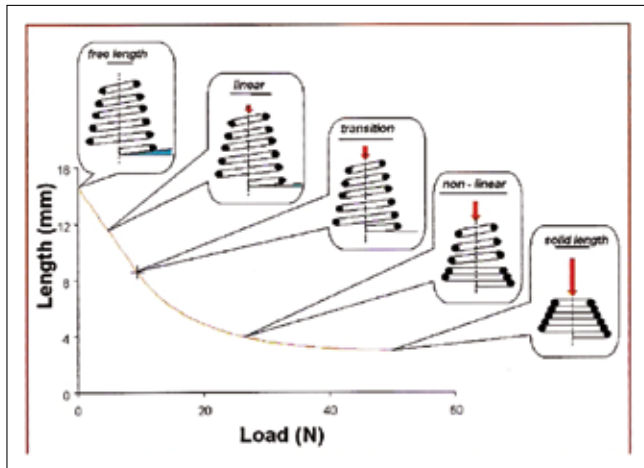 free length
linear
transition
non - linear
solid length
16
12
8
4
0
Length (mm)
0
20
40
60
Load (N)